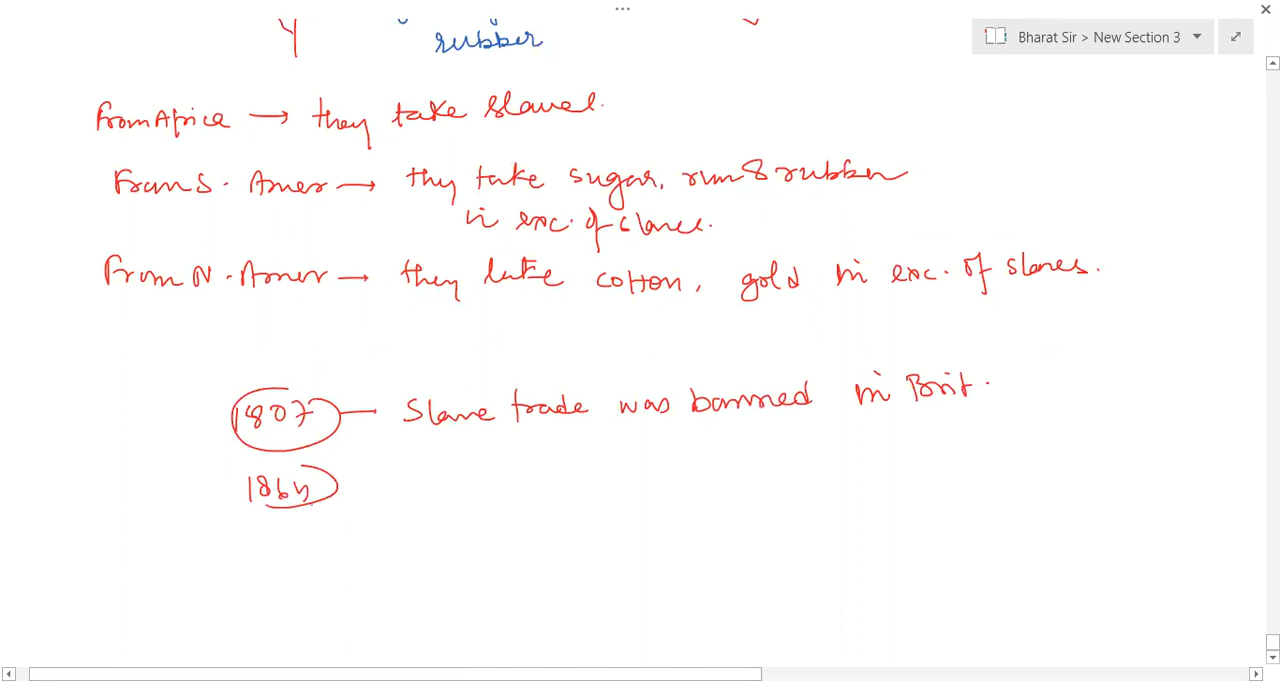 Bharat Sir > New Section 3
rubber
From Africa → they take slaves.
From S. Amer → thy take sugar, rum & rubber
in exc. of slaves.
From N. Amer → they take cotton, gold in exc. of slaves.
1807 — Slave trade was banned in Brit.